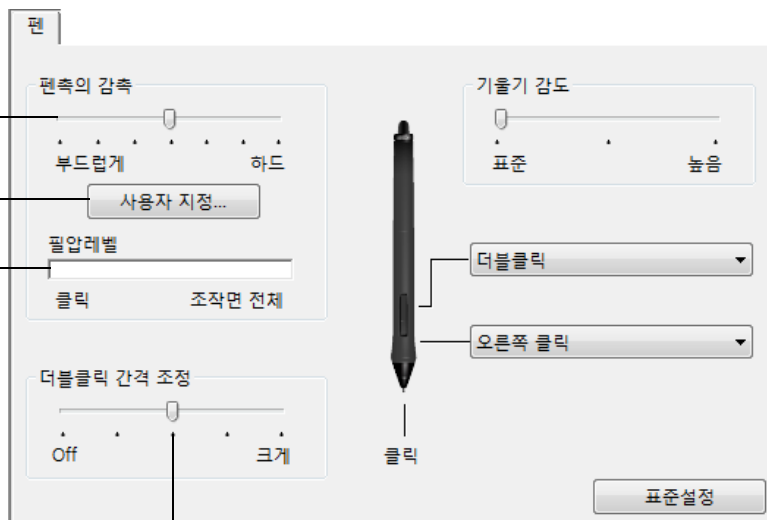 펜
펜촉의 감촉
부드럽게 하드
사용자 지정...
필압레벨
클릭 조작면 전체
더블클릭 간격 조정
Off 크게
기울기 감도
표준 높음
더블클릭
오른쪽 클릭
클릭
표준설정